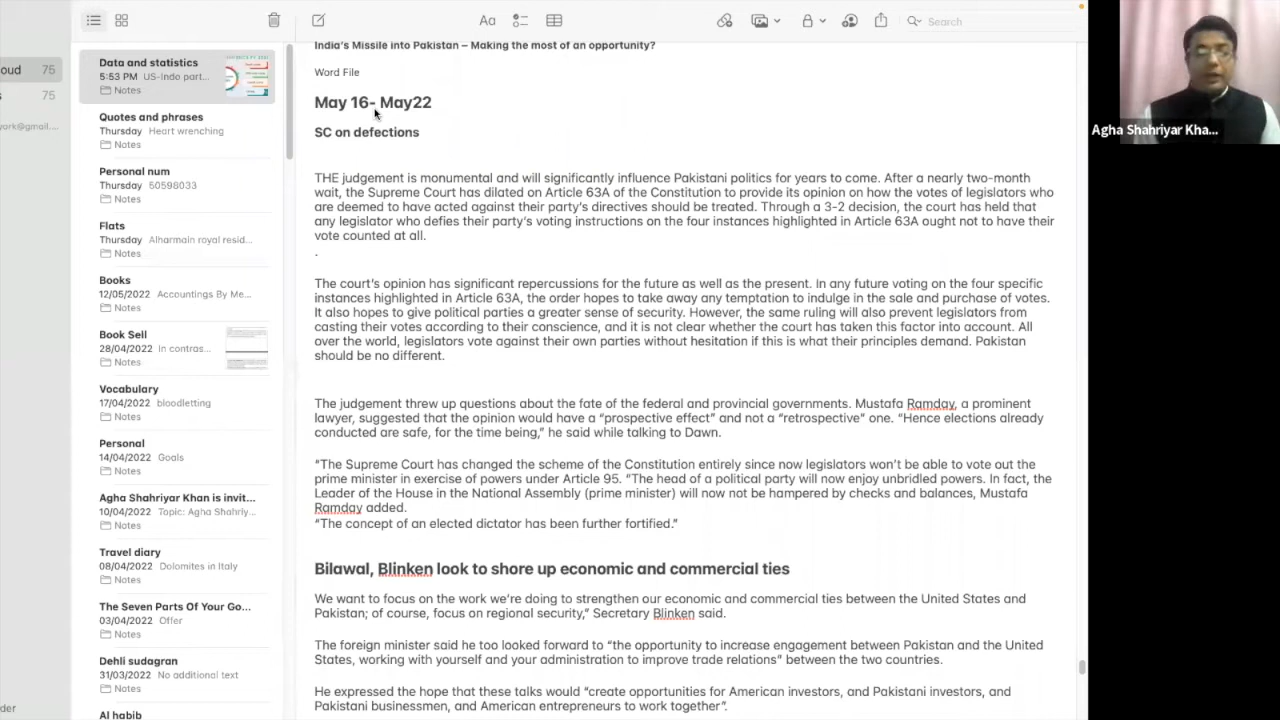 Aa
Search
oud 75
s 75
york@gmail....
der
Data and statistics
5:53 PM US-Indo part...
Notes
Quotes and phrases
Thursday Heart wrenching
Notes
Personal num
Thursday 50598033
Notes
Flats
Thursday Alharmain royal resid...
Notes
Books
12/05/2022 Accountings By Me...
Notes
Book Sell
28/04/2022 In contras...
Notes
Vocabulary
17/04/2022 bloodletting
Notes
Personal
14/04/2022 Goals
Notes
Agha Shahriyar Khan is invit...
10/04/2022 Topic: Agha Shahriy...
Notes
Travel diary
08/04/2022 Dolomites in Italy
Notes
The Seven Parts Of Your Go...
03/04/2022 Offer
Notes
Dehli sudagran
31/03/2022 No additional text
Notes
Al habib
India's Missile into Pakistan – Making the most of an opportunity?
Word File
May 16- May22
SC on defections
THE judgement is monumental and will significantly influence Pakistani politics for years to come. After a nearly two-month
wait, the Supreme Court has dilated on Article 63A of the Constitution to provide its opinion on how the votes of legislators who
are deemed to have acted against their party's directives should be treated. Through a 3-2 decision, the court has held that
any legislator who defies their party's voting instructions on the four instances highlighted in Article 63A ought not to have their
vote counted at all.
.
The court's opinion has significant repercussions for the future as well as the present. In any future voting on the four specific
instances highlighted in Article 63A, the order hopes to take away any temptation to indulge in the sale and purchase of votes.
It also hopes to give political parties a greater sense of security. However, the same ruling will also prevent legislators from
casting their votes according to their conscience, and it is not clear whether the court has taken this factor into account. All
over the world, legislators vote against their own parties without hesitation if this is what their principles demand. Pakistan
should be no different.
The judgement threw up questions about the fate of the federal and provincial governments. Mustafa Ramday, a prominent
lawyer, suggested that the opinion would have a “prospective effect” and not a “retrospective” one. “Hence elections already
conducted are safe, for the time being,” he said while talking to Dawn.
“The Supreme Court has changed the scheme of the Constitution entirely since now legislators won't be able to vote out the
prime minister in exercise of powers under Article 95. “The head of a political party will now enjoy unbridled powers. In fact, the
Leader of the House in the National Assembly (prime minister) will now not be hampered by checks and balances, Mustafa
Ramday added.
“The concept of an elected dictator has been further fortified.”
Bilawal, Blinken look to shore up economic and commercial ties
We want to focus on the work we're doing to strengthen our economic and commercial ties between the United States and
Pakistan; of course, focus on regional security,” Secretary Blinken said.
The foreign minister said he too looked forward to “the opportunity to increase engagement between Pakistan and the United
States, working with yourself and your administration to improve trade relations” between the two countries.
He expressed the hope that these talks would “create opportunities for American investors, and Pakistani investors, and
Pakistani businessmen, and American entrepreneurs to work together”.
Agha Shahriyar Kha...